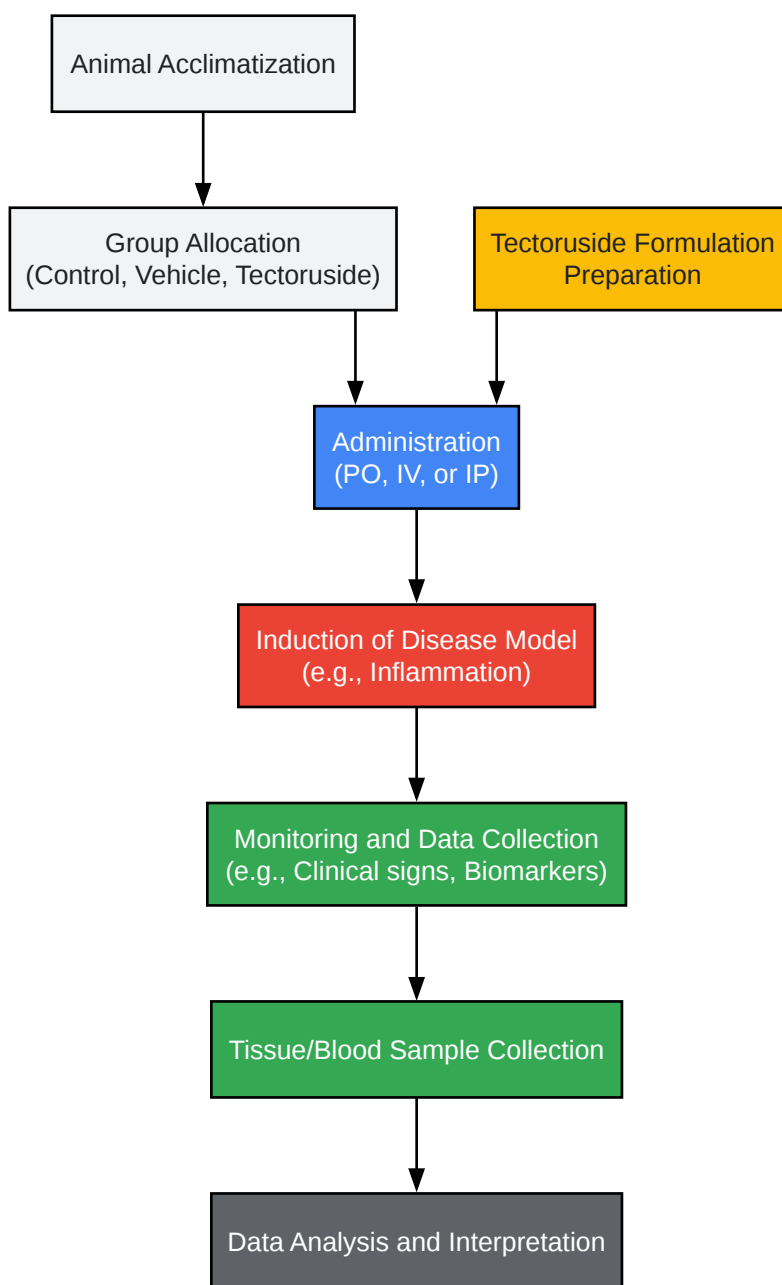 Animal Acclimatization
Group Allocation
(Control, Vehicle, Tectoruside)
Tectoruside Formulation
Preparation
Administration
(PO, IV, or IP)
Induction of Disease Model
(e.g., Inflammation)
Monitoring and Data Collection
(e.g., Clinical signs, Biomarkers)
Tissue/Blood Sample Collection
Data Analysis and Interpretation